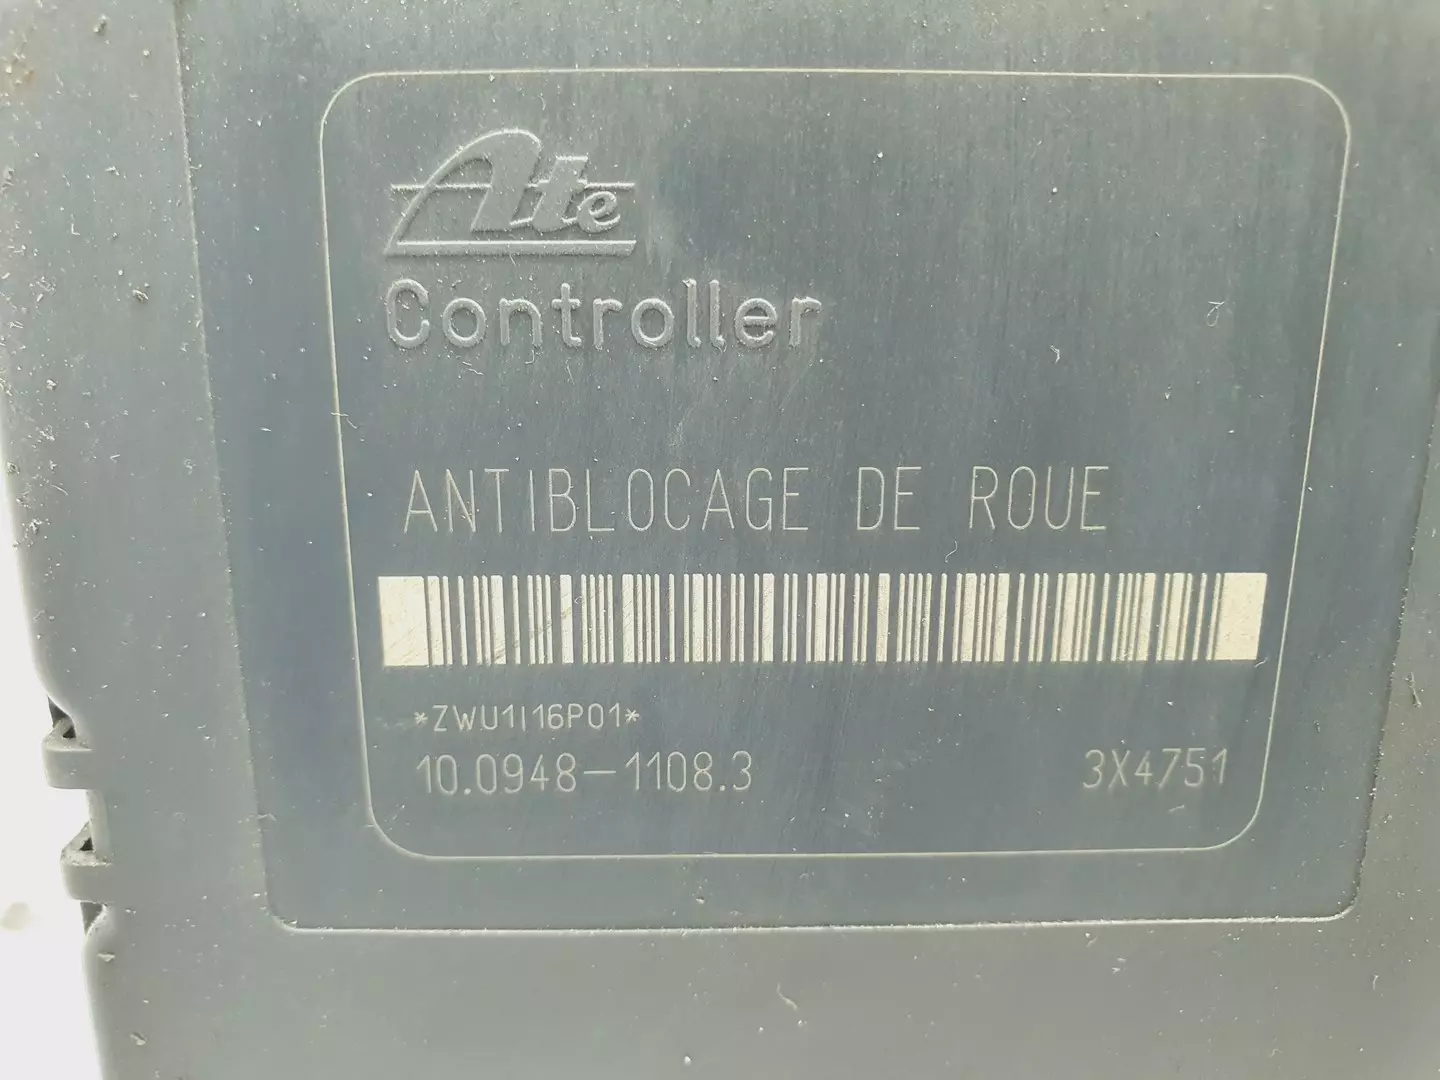 Ate
Controller
ANTIBLOCAGE DE ROUE
*ZWU1I16P01*
10.0948-1108.3 3X4751